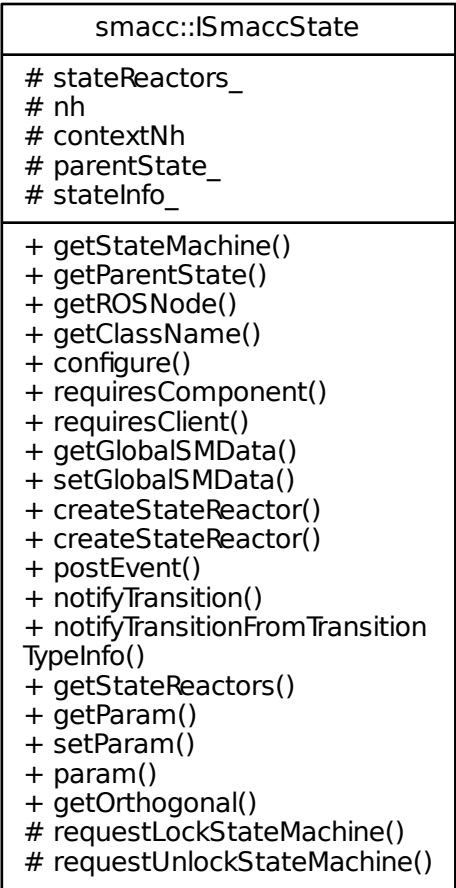 smacc::ISmaccState
# stateReactors_
# nh
# contextNh
# parentState_
# stateInfo_
+ getStateMachine()
+ getParentState()
+ getROSNode()
+ getClassName()
+ configure()
+ requiresComponent()
+ requiresClient()
+ getGlobalSMData()
+ setGlobalSMData()
+ createStateReactor()
+ createStateReactor()
+ postEvent()
+ notifyTransition()
+ notifyTransitionFromTransition
TypeInfo()
+ getStateReactors()
+ getParam()
+ setParam()
+ param()
+ getOrthogonal()
# requestLockStateMachine()
# requestUnlockStateMachine()